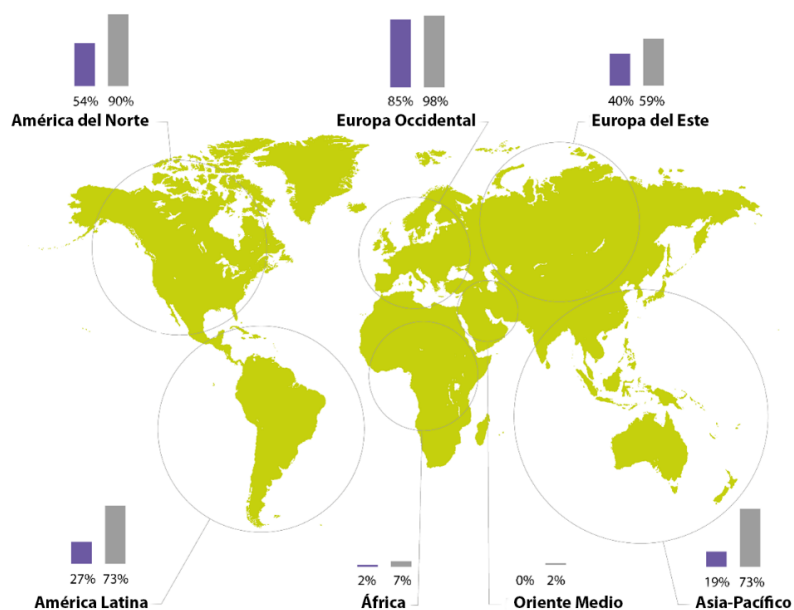 54% 90%
América del Norte
85% 98%
Europa Occidental
40% 59%
Europa del Este
27% 73%
América Latina
2% 7%
África
0% 2%
Oriente Medio
19% 73%
Asia-Pacífico